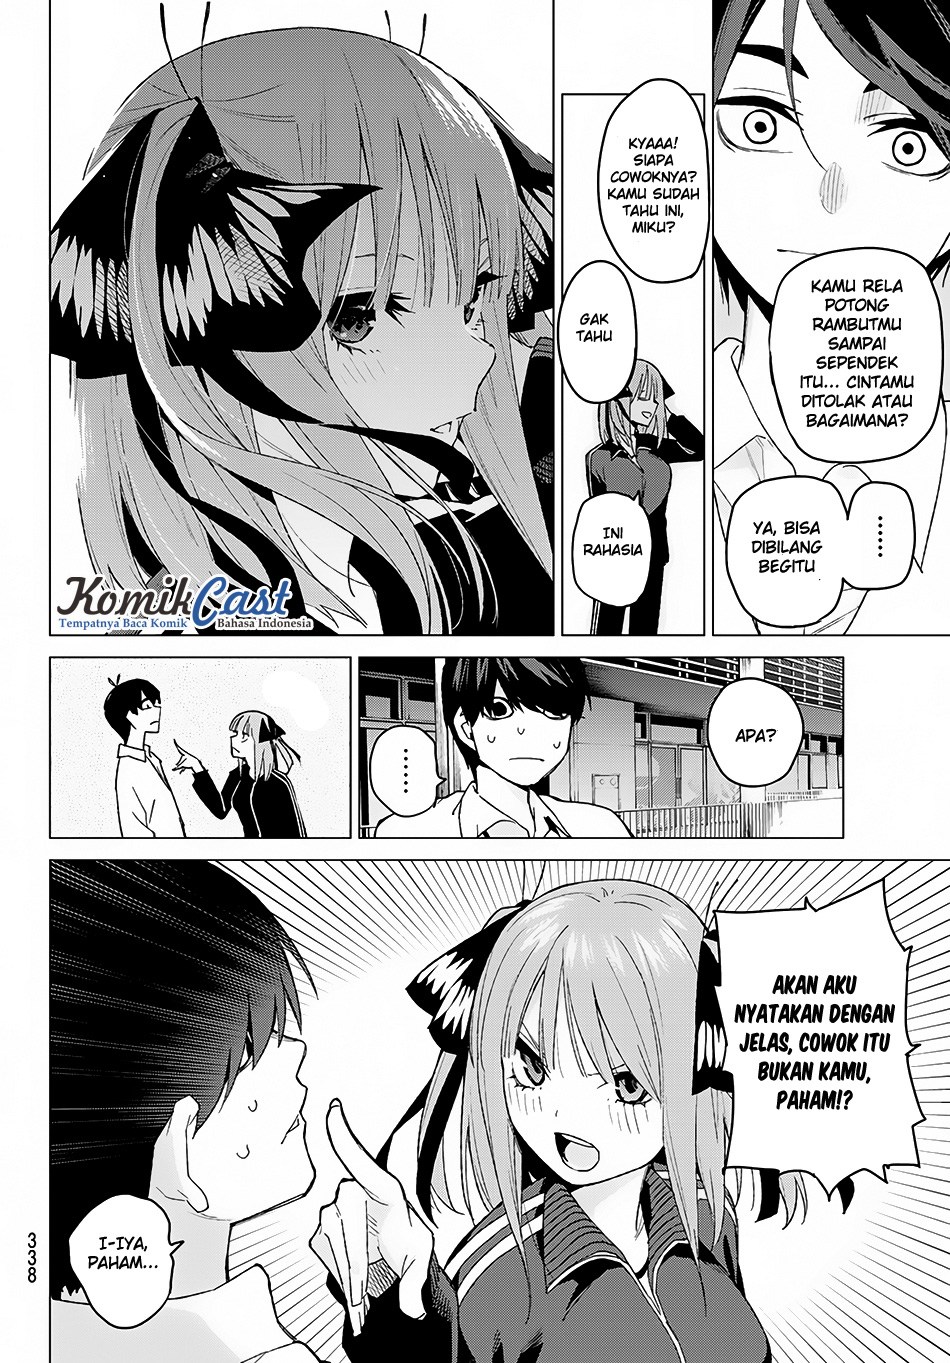 KAMU RELA
POTONG
RAMBUTMU
SAMPAI
SEPENDEK
ITU... CINTAMU
DITOLAK ATAU
BAGAIMANA?
......
YA, BISA
DIBILANG
BEGITU
KYAAA!
SIAPA
COWOKNYA?
KAMU SUDAH
TAHU INI,
MIKU?
GAK
TAHU
INI
RAHASIA
KomikCast
Tempatnya Baca Komik Bahasa Indonesia
APA?
......
AKAN AKU
NYATAKAN DENGAN
JELAS, COWOK ITU
BUKAN KAMU,
PAHAM!?
I-IYA,
PAHAM...
338